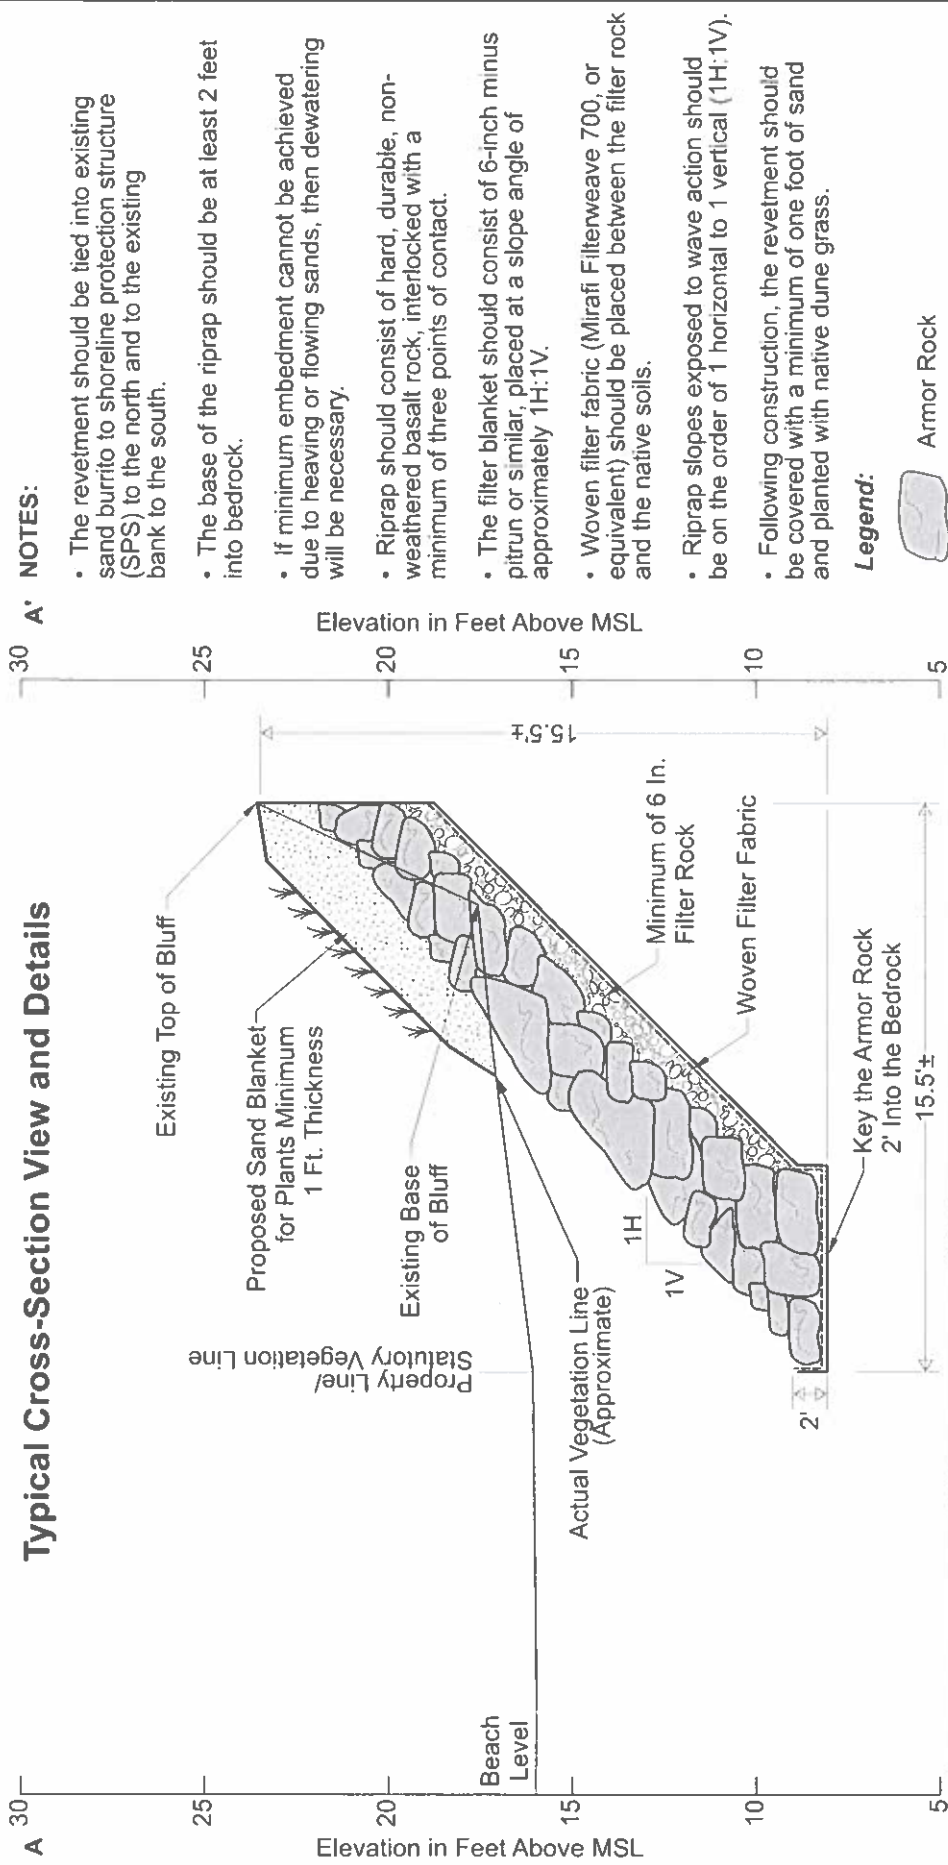 Typical Cross-Section View and Details
A
30
25
20
15
10
5
Elevation in Feet Above MSL
Beach
Level
Property Line/
Statutory Vegetation Line
Existing Top of Bluff
Proposed Sand Blanket
for Plants Minimum
1 Ft. Thickness
Existing Base
of Bluff
Actual Vegetation Line
(Approximate)
1H
1V
2'
Minimum of 6 In.
Filter Rock
Woven Filter Fabric
Key the Armor Rock
2' Into the Bedrock
15.5'±
15.5'±
A'
30
25
20
15
10
5
Elevation in Feet Above MSL
NOTES:
• The revetment should be tied into existing
sand burrito to shoreline protection structure
(SPS) to the north and to the existing
bank to the south.
• The base of the riprap should be at least 2 feet
into bedrock.
• If minimum embedment cannot be achieved
due to heaving or flowing sands, then dewatering
will be necessary.
• Riprap should consist of hard, durable, non-
weathered basalt rock, interlocked with a
minimum of three points of contact.
• The filter blanket should consist of 6-inch minus
pitrun or similar, placed at a slope angle of
approximately 1H:1V.
• Woven filter fabric (Mirafi Filterweave 700, or
equivalent) should be placed between the filter rock
and the native soils.
• Riprap slopes exposed to wave action should
be on the order of 1 horizontal to 1 vertical (1H:1V).
• Following construction, the revetment should
be covered with a minimum of one foot of sand
and planted with native dune grass.
Legend:
Armor Rock